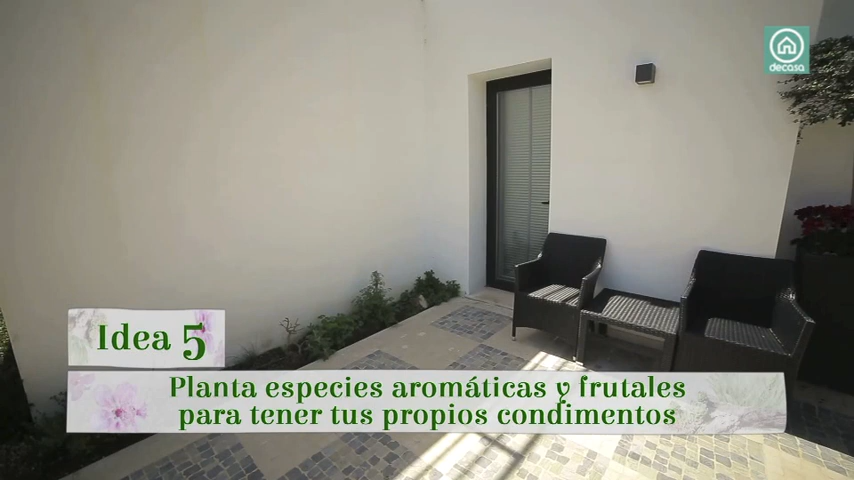 decasa
Idea 5
Planta especies aromáticas y frutales
para tener tus propios condimentos